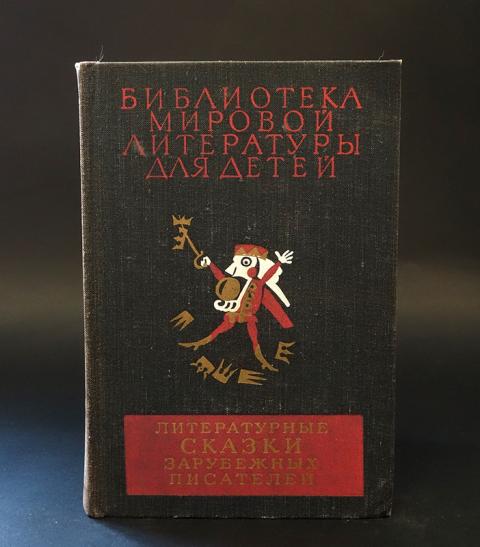 БИБЛИОТЕКА
МИРОВОЙ
ЛИТЕРАТУРЫ
ДЛЯ ДЕТЕЙ
ЛИТЕРАТУРНЫЕ
СКАЗКИ
ЗАРУБЕЖНЫХ
ПИСАТЕЛЕЙ